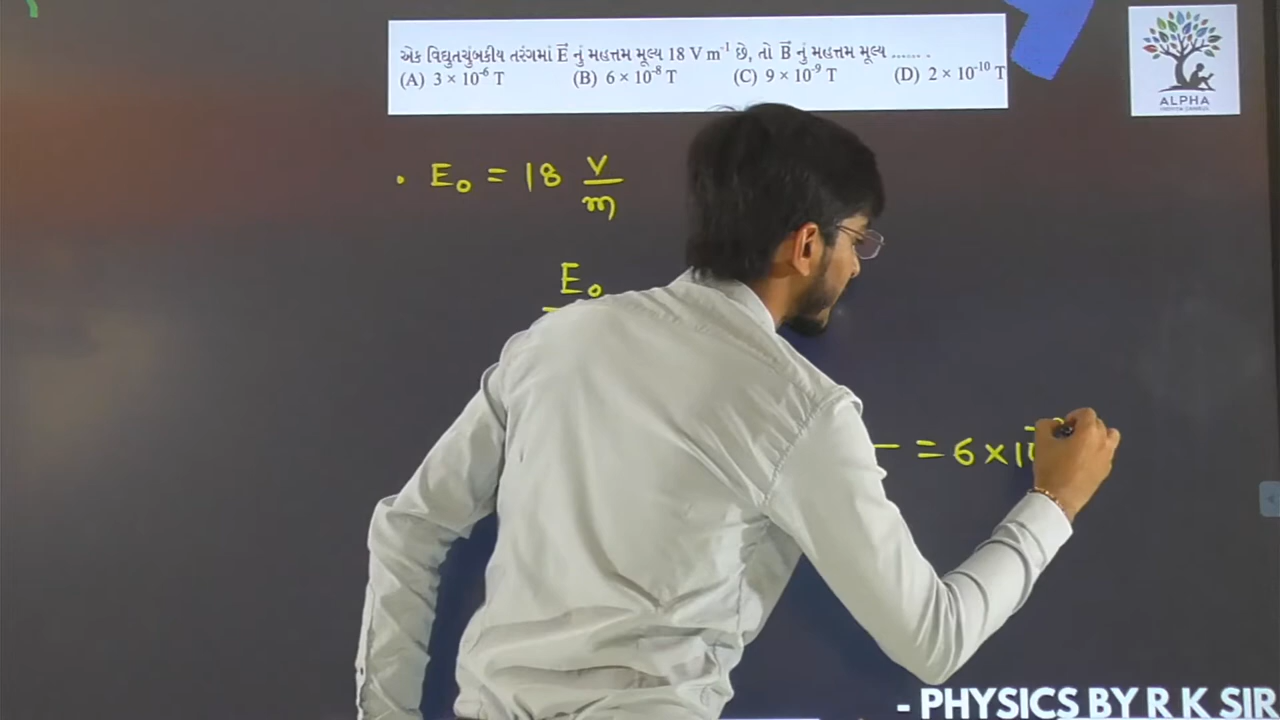 એક વિદ્યુતચુંબકીય તરંગમાં E⃗ નું મહત્તમ મૂલ્ય 18 V m⁻¹ છે, તો B⃗ નું મહત્તમ મૂલ્ય ...... .
(A) 3 × 10⁻⁶ T (B) 6 × 10⁻⁸ T (C) 9 × 10⁻⁹ T (D) 2 × 10⁻¹⁰ T
ALPHA
· E₀ = 18 V/m
E₀
= 6 × 10
- PHYSICS BY R K SIR